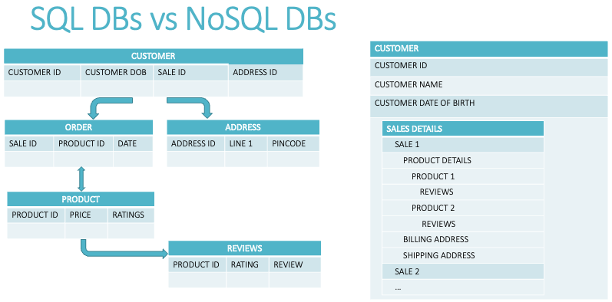 SQL DBs vs NoSQL DBs
CUSTOMER
CUSTOMER ID CUSTOMER DOB SALE ID ADDRESS ID
ORDER
SALE ID PRODUCT ID DATE
ADDRESS
ADDRESS ID LINE 1 PINCODE
PRODUCT
PRODUCT ID PRICE RATINGS
REVIEWS
PRODUCT ID RATING REVIEW
CUSTOMER
CUSTOMER ID
CUSTOMER NAME
CUSTOMER DATE OF BIRTH
SALES DETAILS
SALE 1
PRODUCT DETAILS
PRODUCT 1
REVIEWS
PRODUCT 2
REVIEWS
BILLING ADDRESS
SHIPPING ADDRESS
SALE 2
...